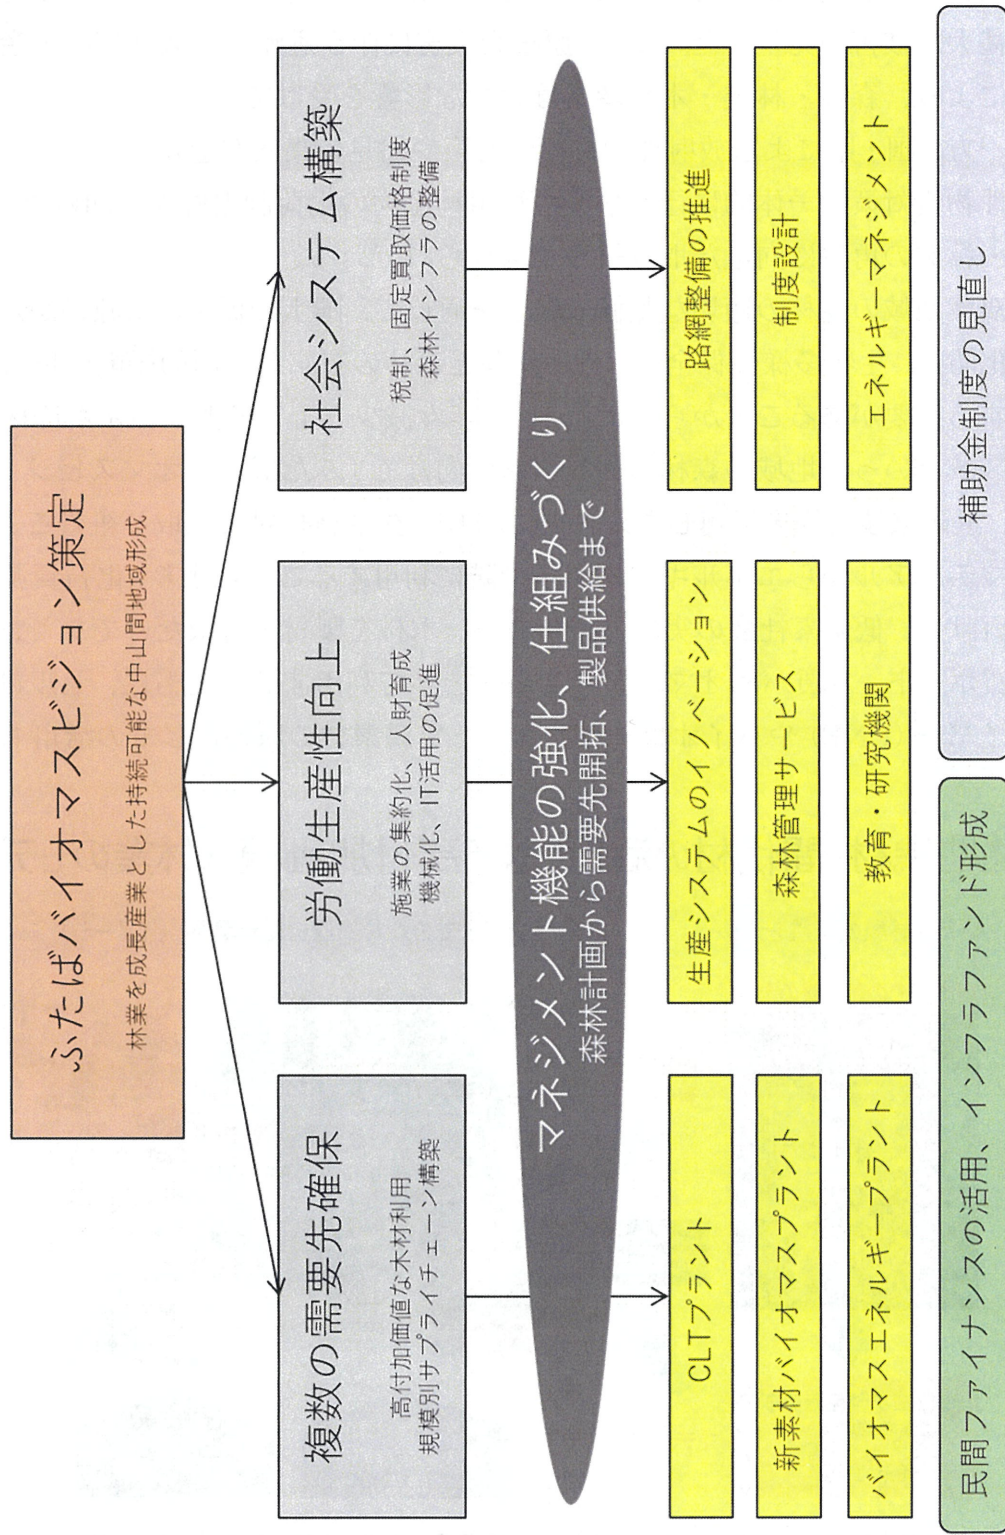 ふたばバイオマスビジョン策定
林業を成長産業とした持続可能な中山間地域形成
複数の需要先確保
高付加価値な木材利用
規模別サプライチェーン構築
労働生産性向上
施業の集約化、人財育成
機械化、IT活用の促進
社会システム構築
税制、固定買取価格制度
森林インフラの整備
マネジメント機能の強化、仕組みづくり
森林計画から需要先開拓、製品供給まで
CLTプラント
新素材バイオマスプラント
バイオマスエネルギープラント
生産システムのイノベーション
森林管理サービス
教育・研究機関
路網整備の推進
制度設計
エネルギーマネジメント
民間ファイナンスの活用、インフラファンド形成
補助金制度の見直し